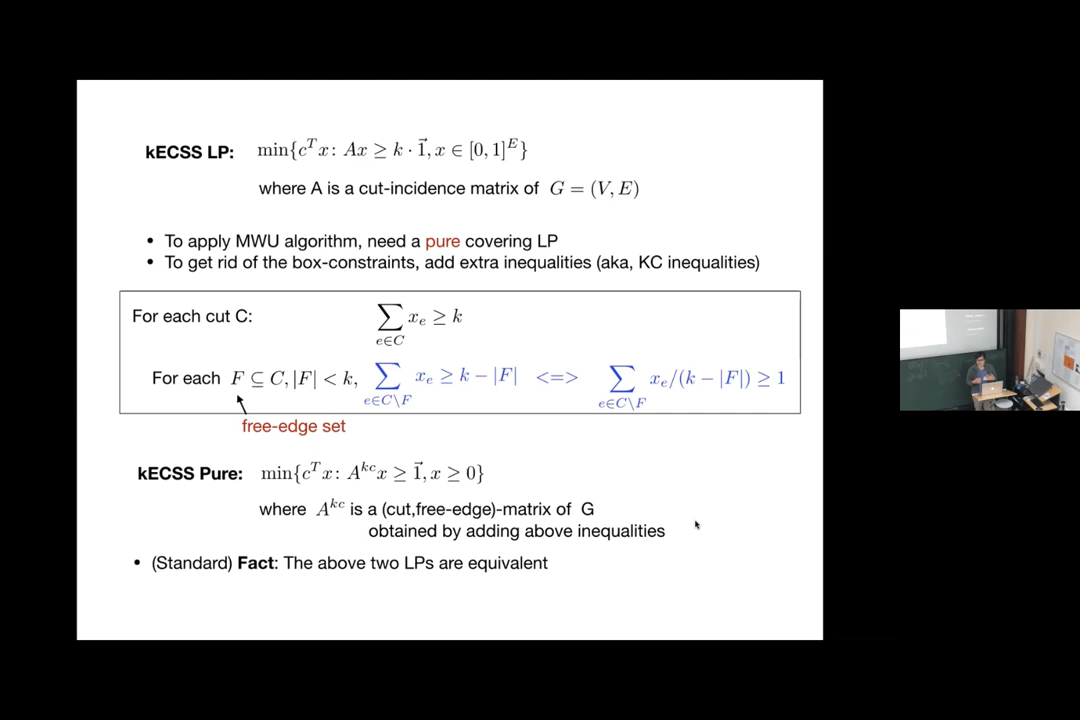 kECSS LP: min{c^T x: Ax ≥ k · \vec{1}, x ∈ [0, 1]^E}
where A is a cut-incidence matrix of G = (V, E)
• To apply MWU algorithm, need a pure covering LP
• To get rid of the box-constraints, add extra inequalities (aka, KC inequalities)
For each cut C: ∑_{e∈C} x_e ≥ k
For each F ⊆ C, |F| < k, ∑_{e∈C\F} x_e ≥ k − |F| <=> ∑_{e∈C\F} x_e/(k − |F|) ≥ 1
free-edge set
kECSS Pure: min{c^T x: A^{kc} x ≥ \vec{1}, x ≥ 0}
where A^{kc} is a (cut,free-edge)-matrix of G
obtained by adding above inequalities
• (Standard) Fact: The above two LPs are equivalent